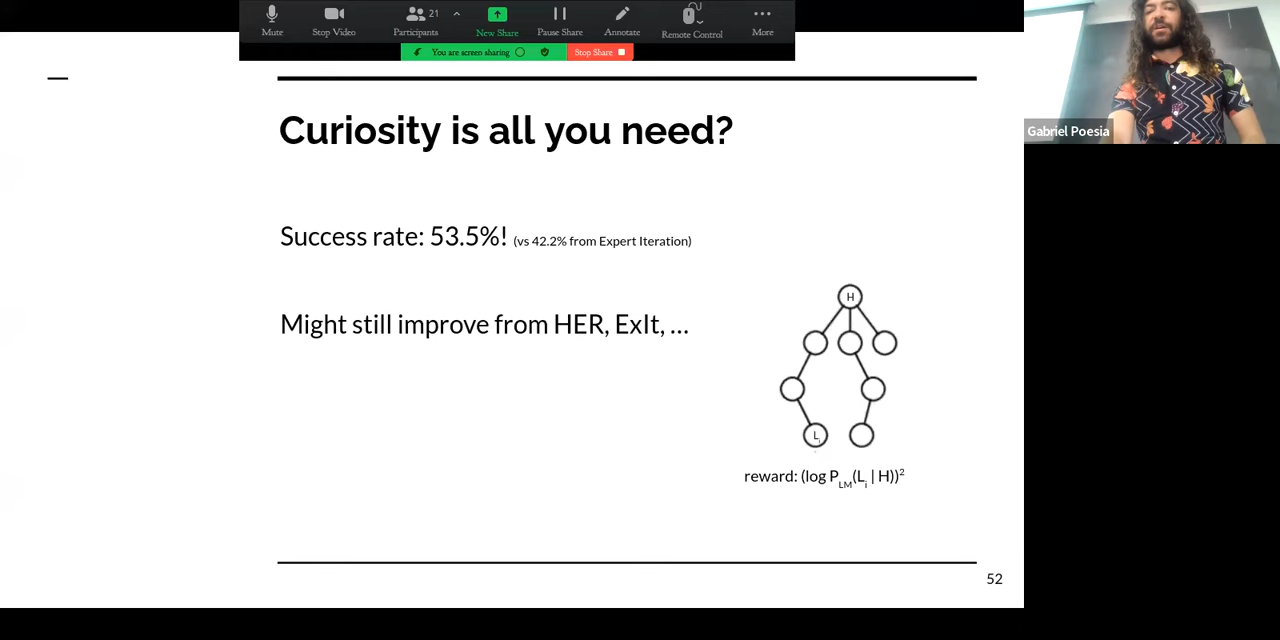 Mute
Stop Video
Participants
21
New Share
Pause Share
Annotate
Remote Control
More
You are screen sharing
Stop Share
Gabriel Poesia
Curiosity is all you need?
Success rate: 53.5%! (vs 42.2% from Expert Iteration)
Might still improve from HER, ExIt, ...
H
Li
reward: (log PLM(Li | H))²
52